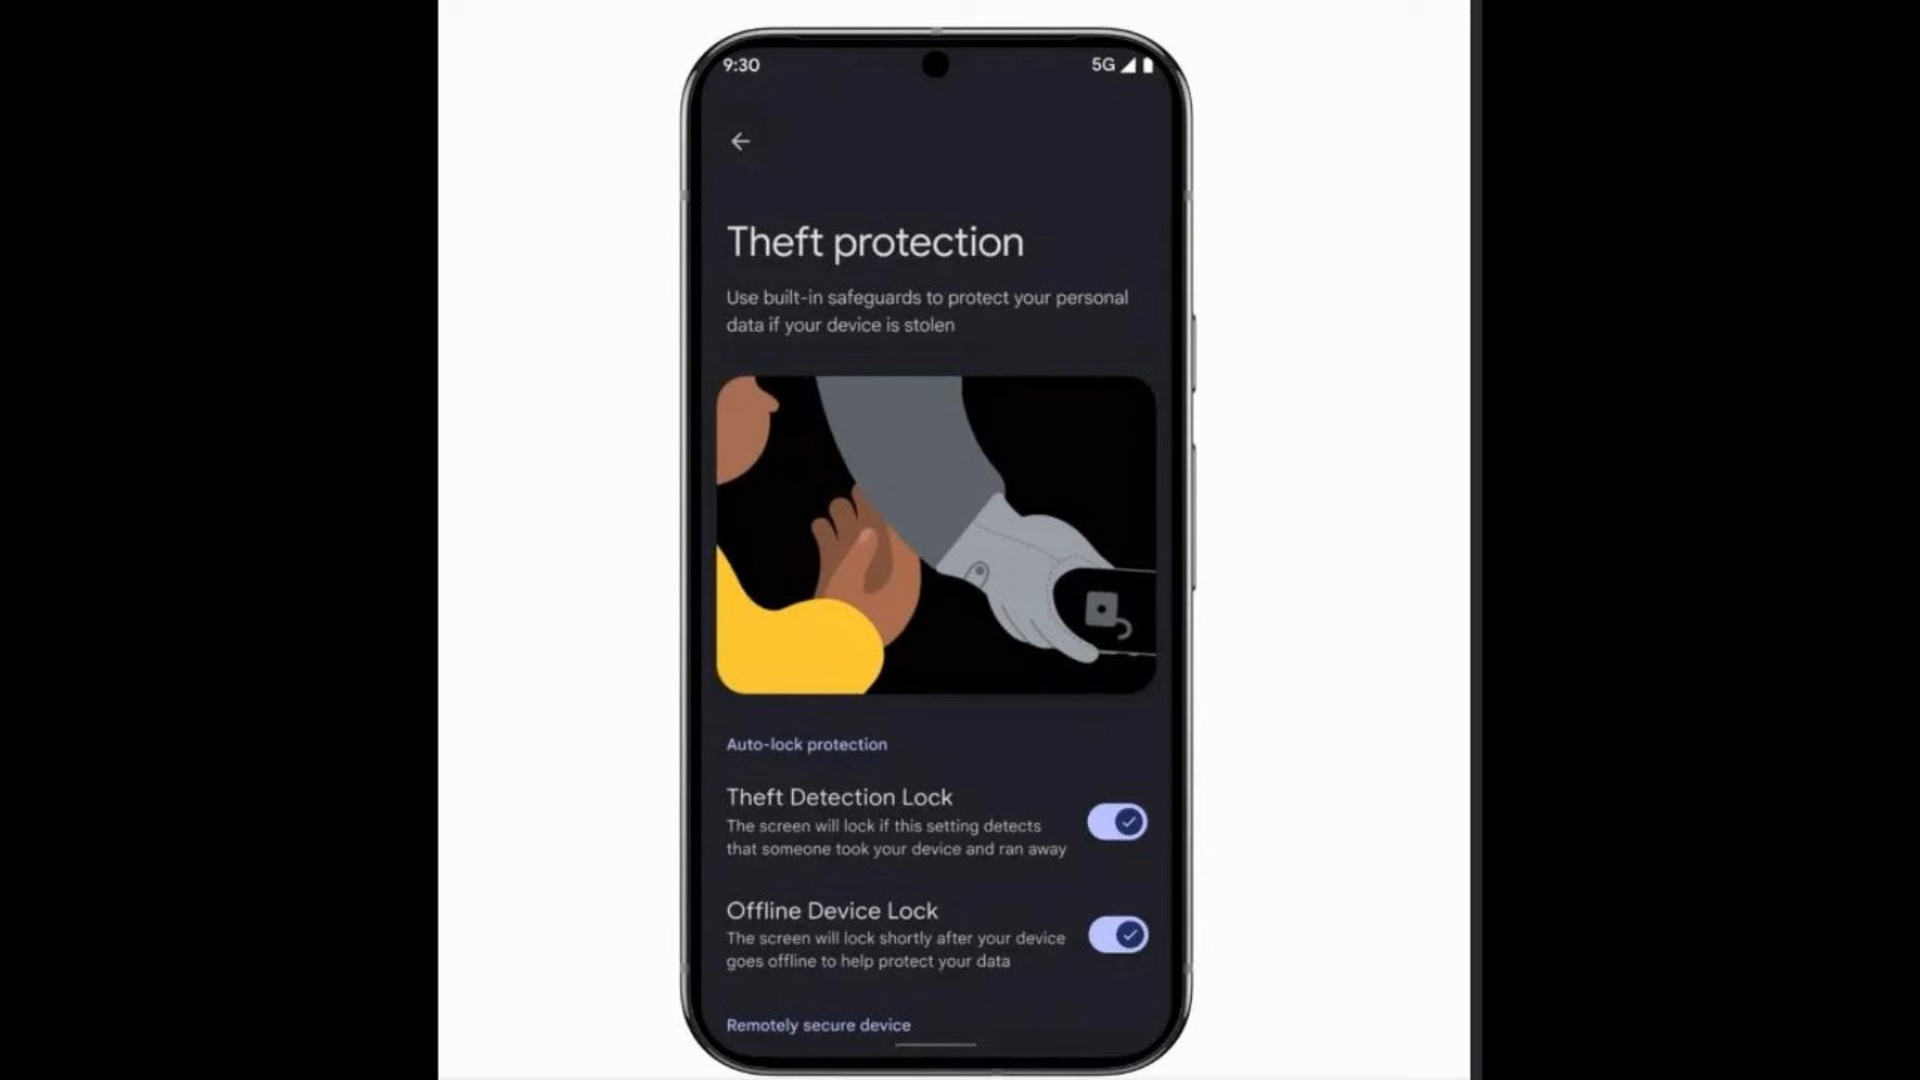 9:30
5G
Theft protection
Use built-in safeguards to protect your personal
data if your device is stolen
Auto-lock protection
Theft Detection Lock
The screen will lock if this setting detects
that someone took your device and ran away
Offline Device Lock
The screen will lock shortly after your device
goes offline to help protect your data
Remotely secure device